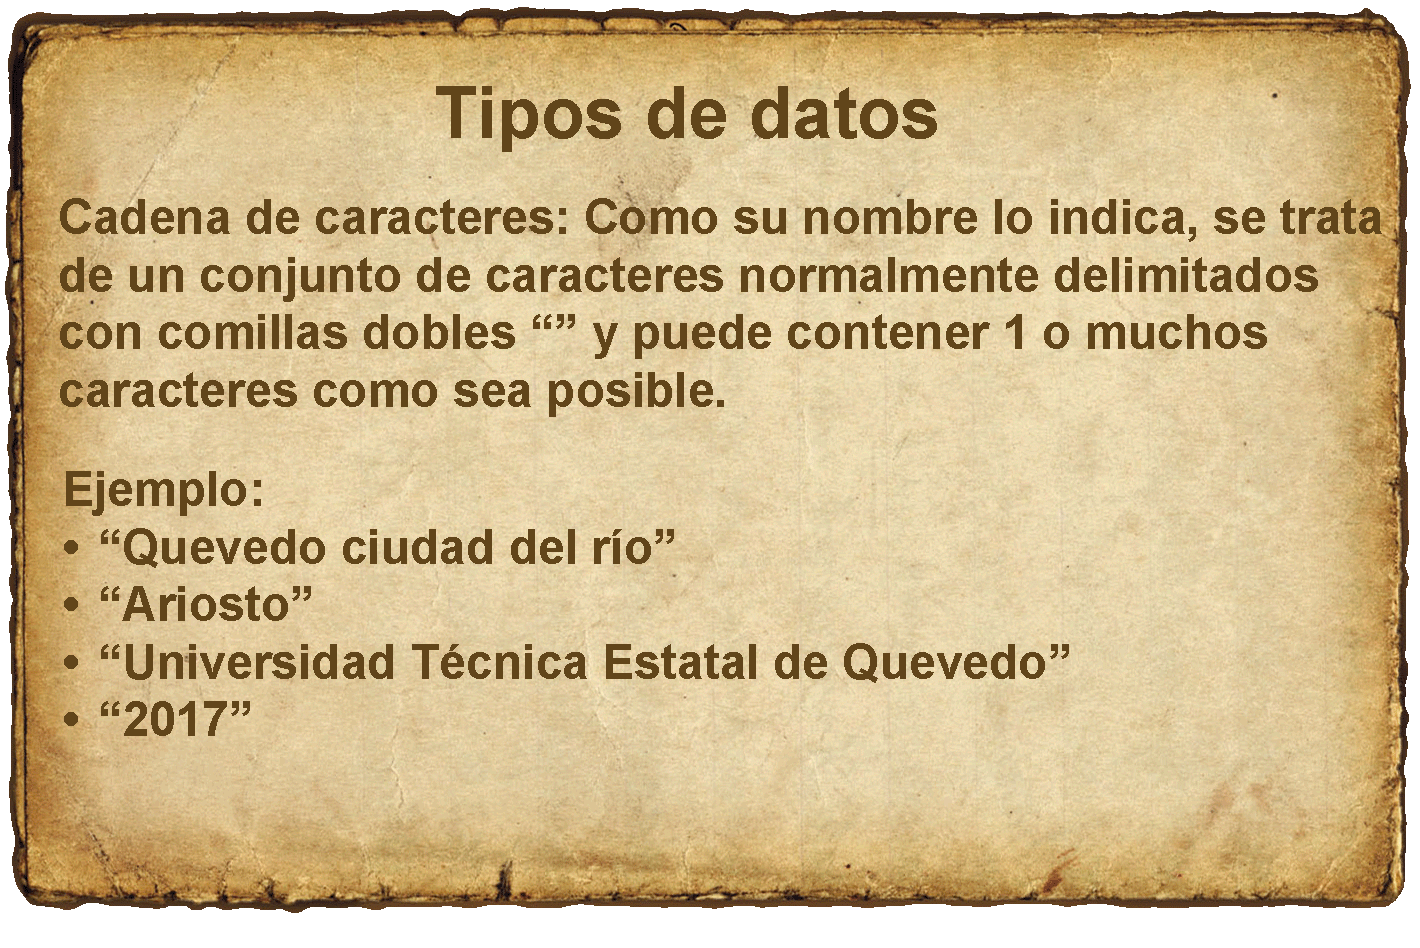 Tipos de datos
Cadena de caracteres: Como su nombre lo indica, se trata
de un conjunto de caracteres normalmente delimitados
con comillas dobles “” y puede contener 1 o muchos
caracteres como sea posible.
Ejemplo:
• “Quevedo ciudad del río”
• “Ariosto”
• “Universidad Técnica Estatal de Quevedo”
• “2017”